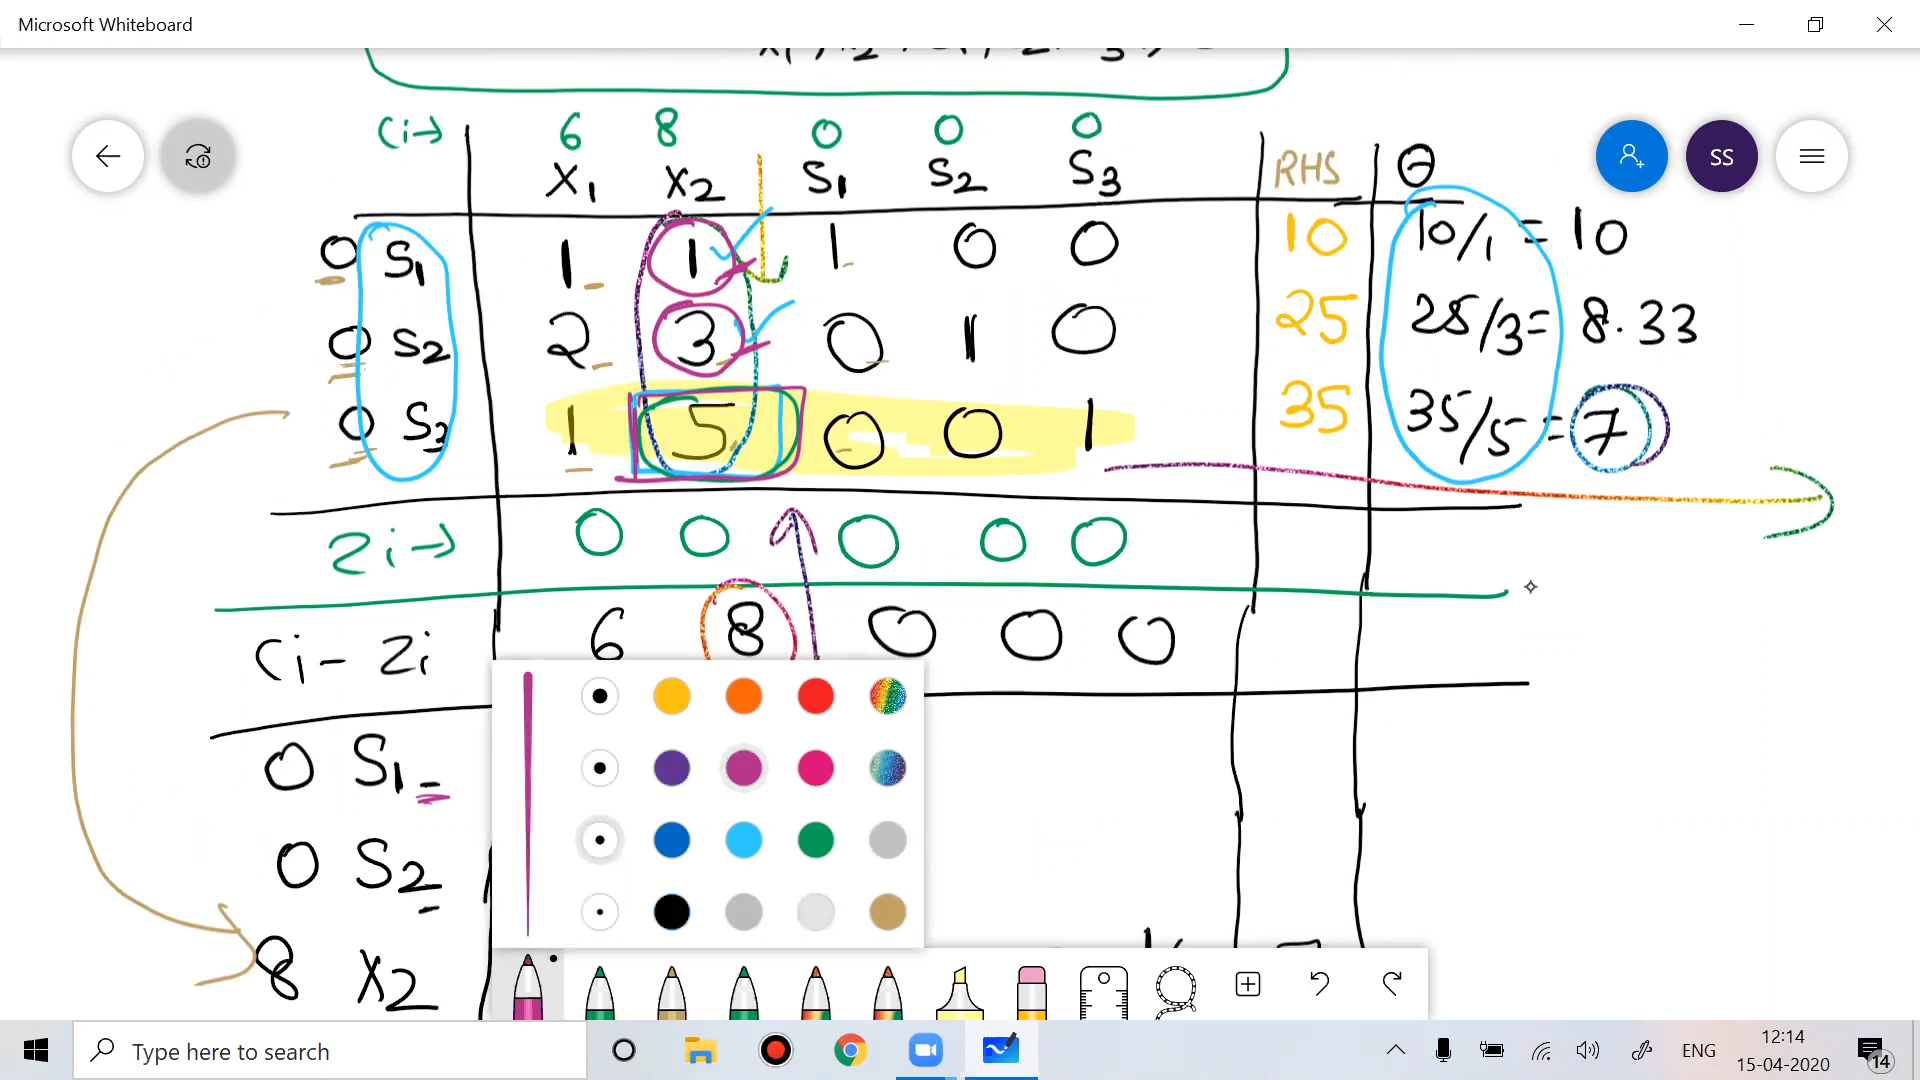 Microsoft Whiteboard
SS
Ci→ 6 8 0 0 0
X1 X2 S1 S2 S3 RHS θ
0 S1 1 1 1 0 0 10 10/1 = 10
0 S2 2 3 0 1 0 25 25/3 = 8.33
0 S3 1 5 0 0 1 35 35/5 = 7
Zi→ 0 0 0 0 0
Ci - Zi 6 8 0 0 0
0 S1
0 S2
8 X2
Type here to search
ENG
12:14
15-04-2020
14